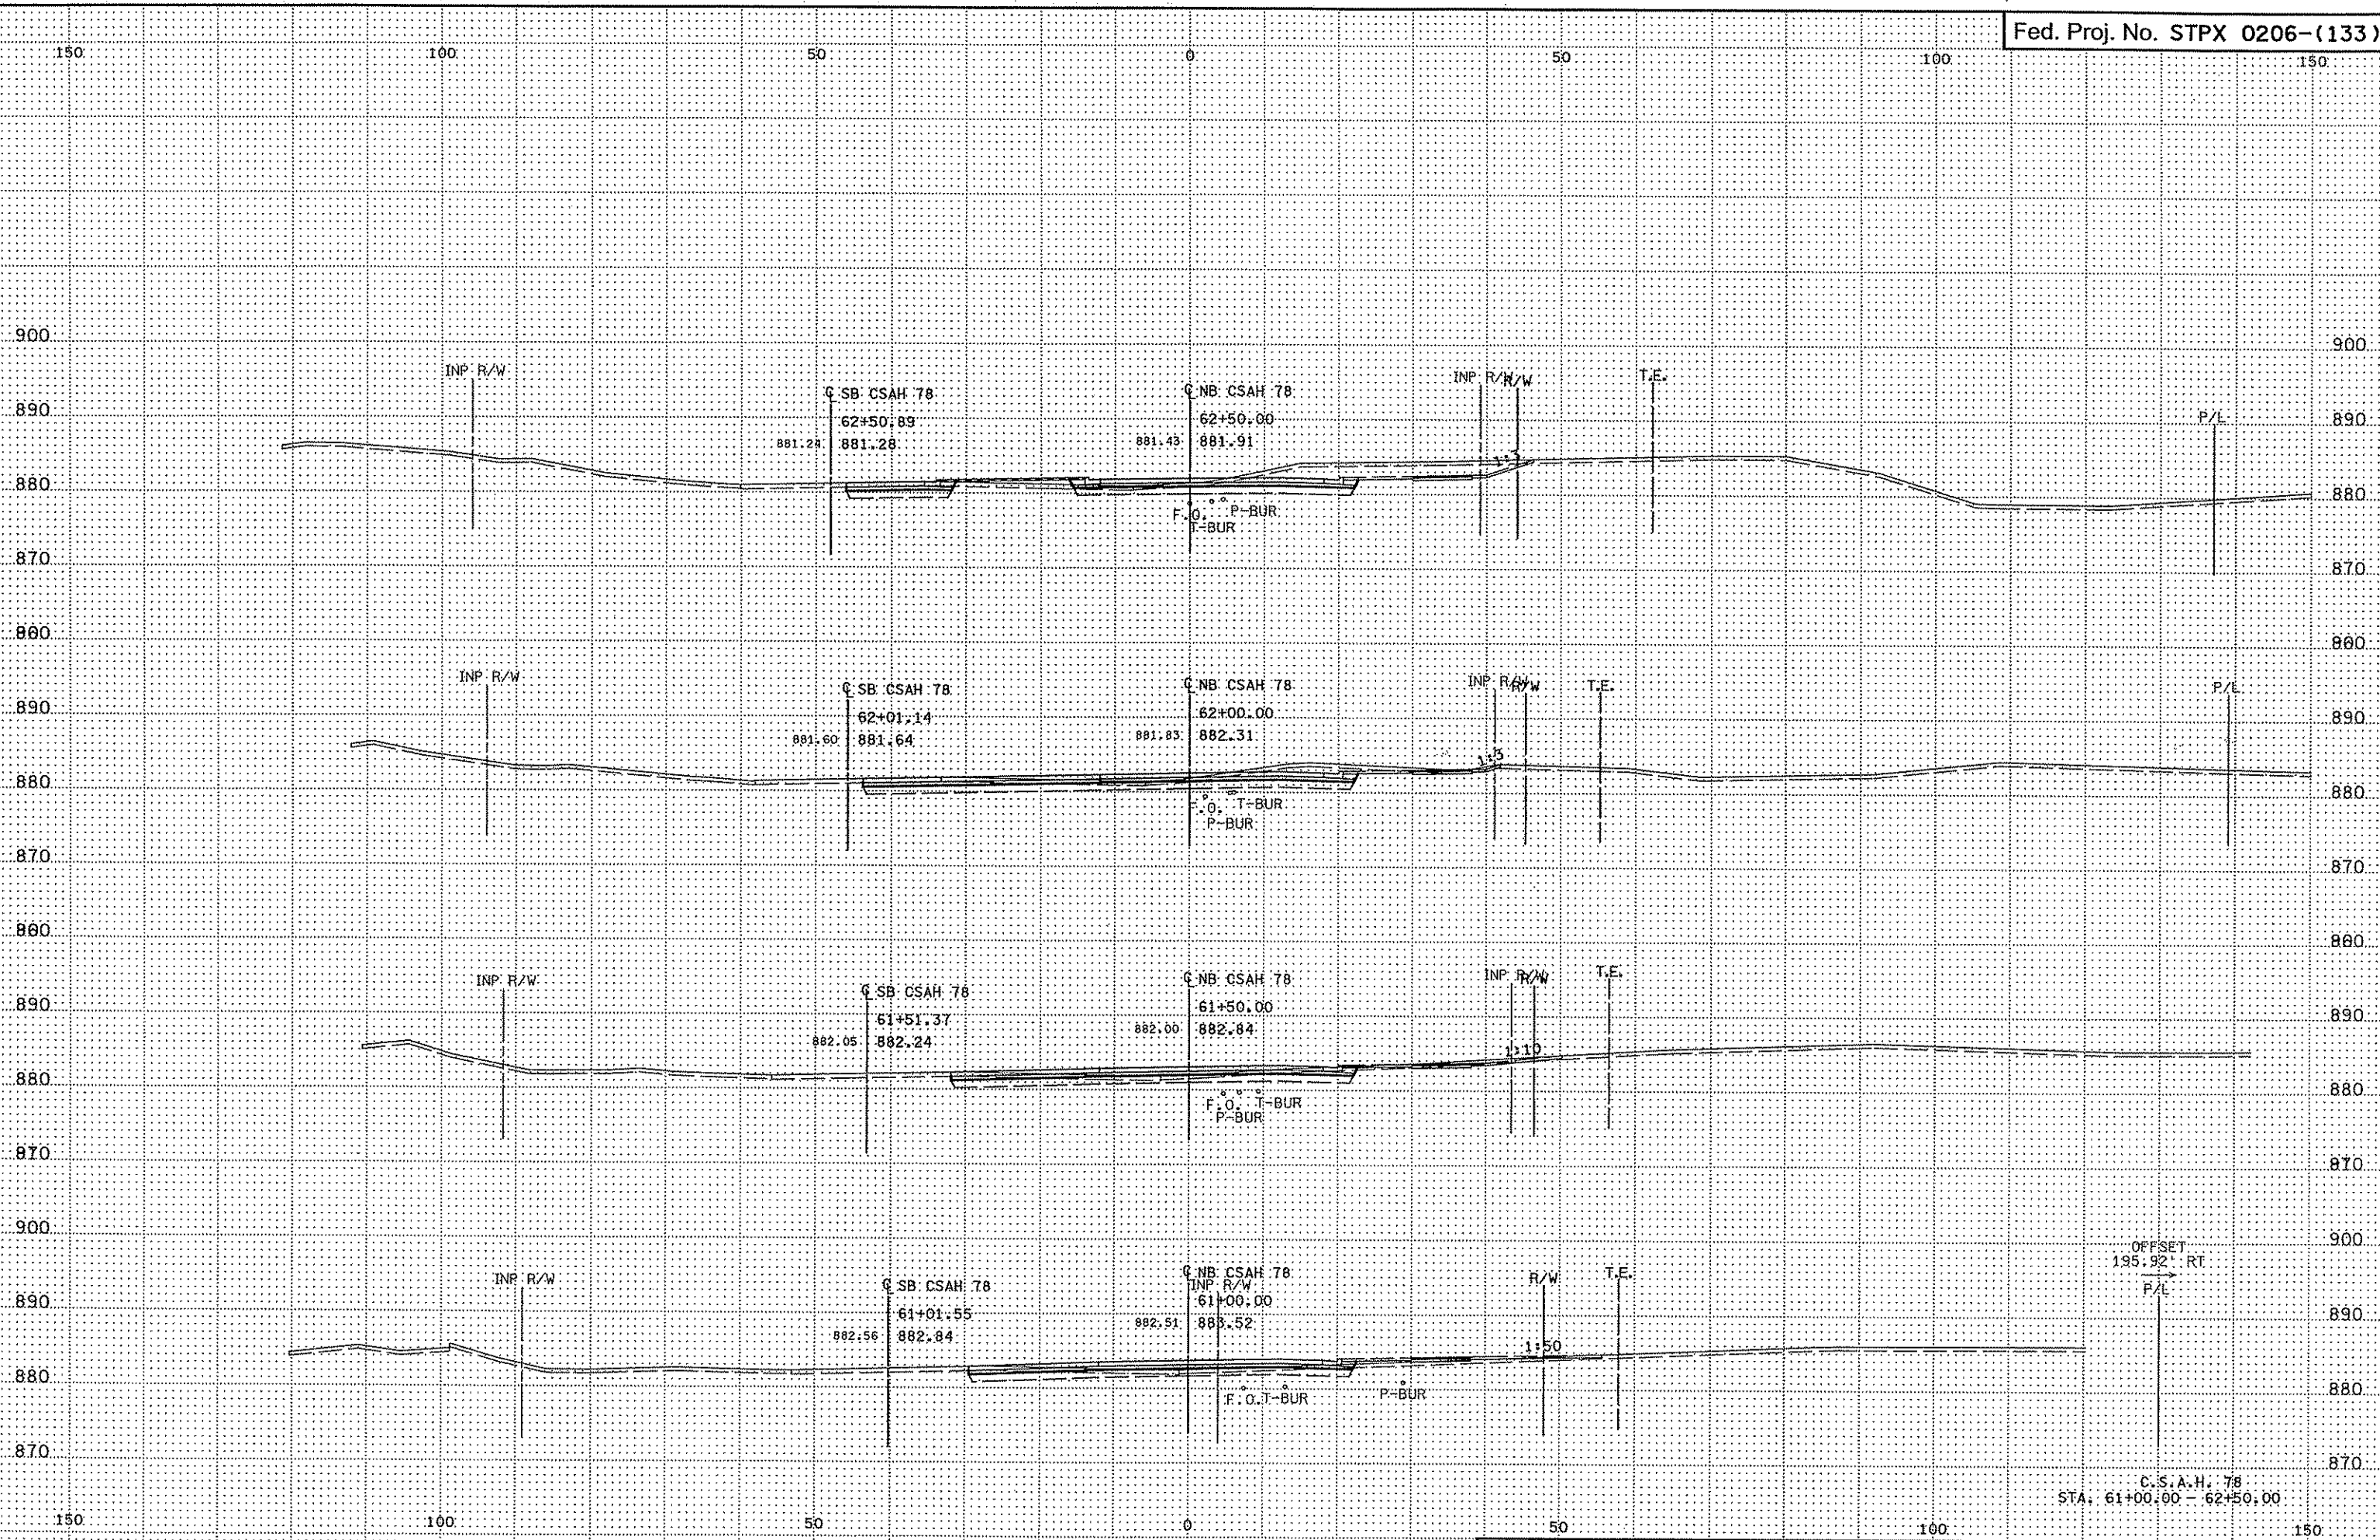 Fed. Proj. No. STPX 0206-(133)
150 100 50 0 50 100 150
900 900
INP R/W
℄ SB CSAH 78
62+50.89
881.24 881.28
℄ NB CSAH 78
62+50.00
881.43 881.91
INP R/W R/W
T.E.
P/L
890 890
1:3
880 880
F.O. P-BUR
T-BUR
870 870
860 860
INP R/W
℄ SB CSAH 78
62+01.14
881.60 881.64
℄ NB CSAH 78
62+00.00
881.83 882.31
INP R/W R/W
T.E.
P/L
890 890
1:3
880 880
F.O. T-BUR
P-BUR
870 870
860 860
INP R/W
℄ SB CSAH 78
61+51.37
882.05 882.24
℄ NB CSAH 78
61+50.00
882.00 882.84
INP R/W R/W
T.E.
890 890
1:10
880 880
F.O. T-BUR
P-BUR
870 870
900 900
OFFSET
195.92' RT
P/L
INP R/W
℄ SB CSAH 78
61+01.55
882.56 882.84
℄ NB CSAH 78
INP R/W
61+00.00
882.51 883.52
R/W
T.E.
890 890
1:50
880 880
F.O. T-BUR P-BUR
870 870
C.S.A.H. 78
STA. 61+00.00 - 62+50.00
150 100 50 0 50 100 150